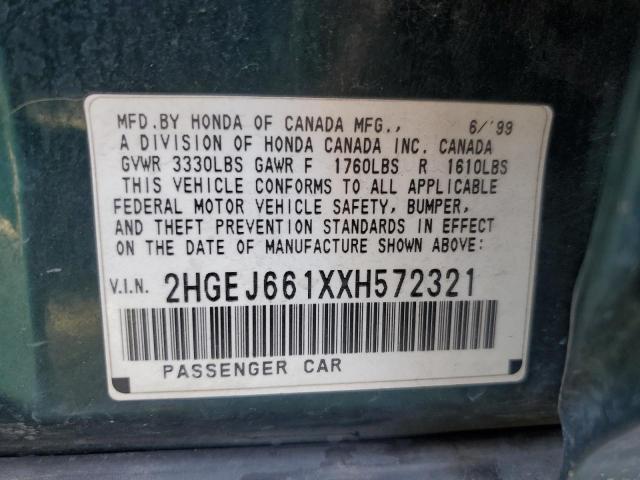 MFD.BY HONDA OF CANADA MFG., 6/'99
A DIVISION OF HONDA CANADA INC. CANADA
GVWR 3330LBS GAWR F 1760LBS R 1610LBS
THIS VEHICLE CONFORMS TO ALL APPLICABLE
FEDERAL MOTOR VEHICLE SAFETY, BUMPER,
AND THEFT PREVENTION STANDARDS IN EFFECT
ON THE DATE OF MANUFACTURE SHOWN ABOVE:
V.I.N. 2HGEJ661XXH572321
PASSENGER CAR